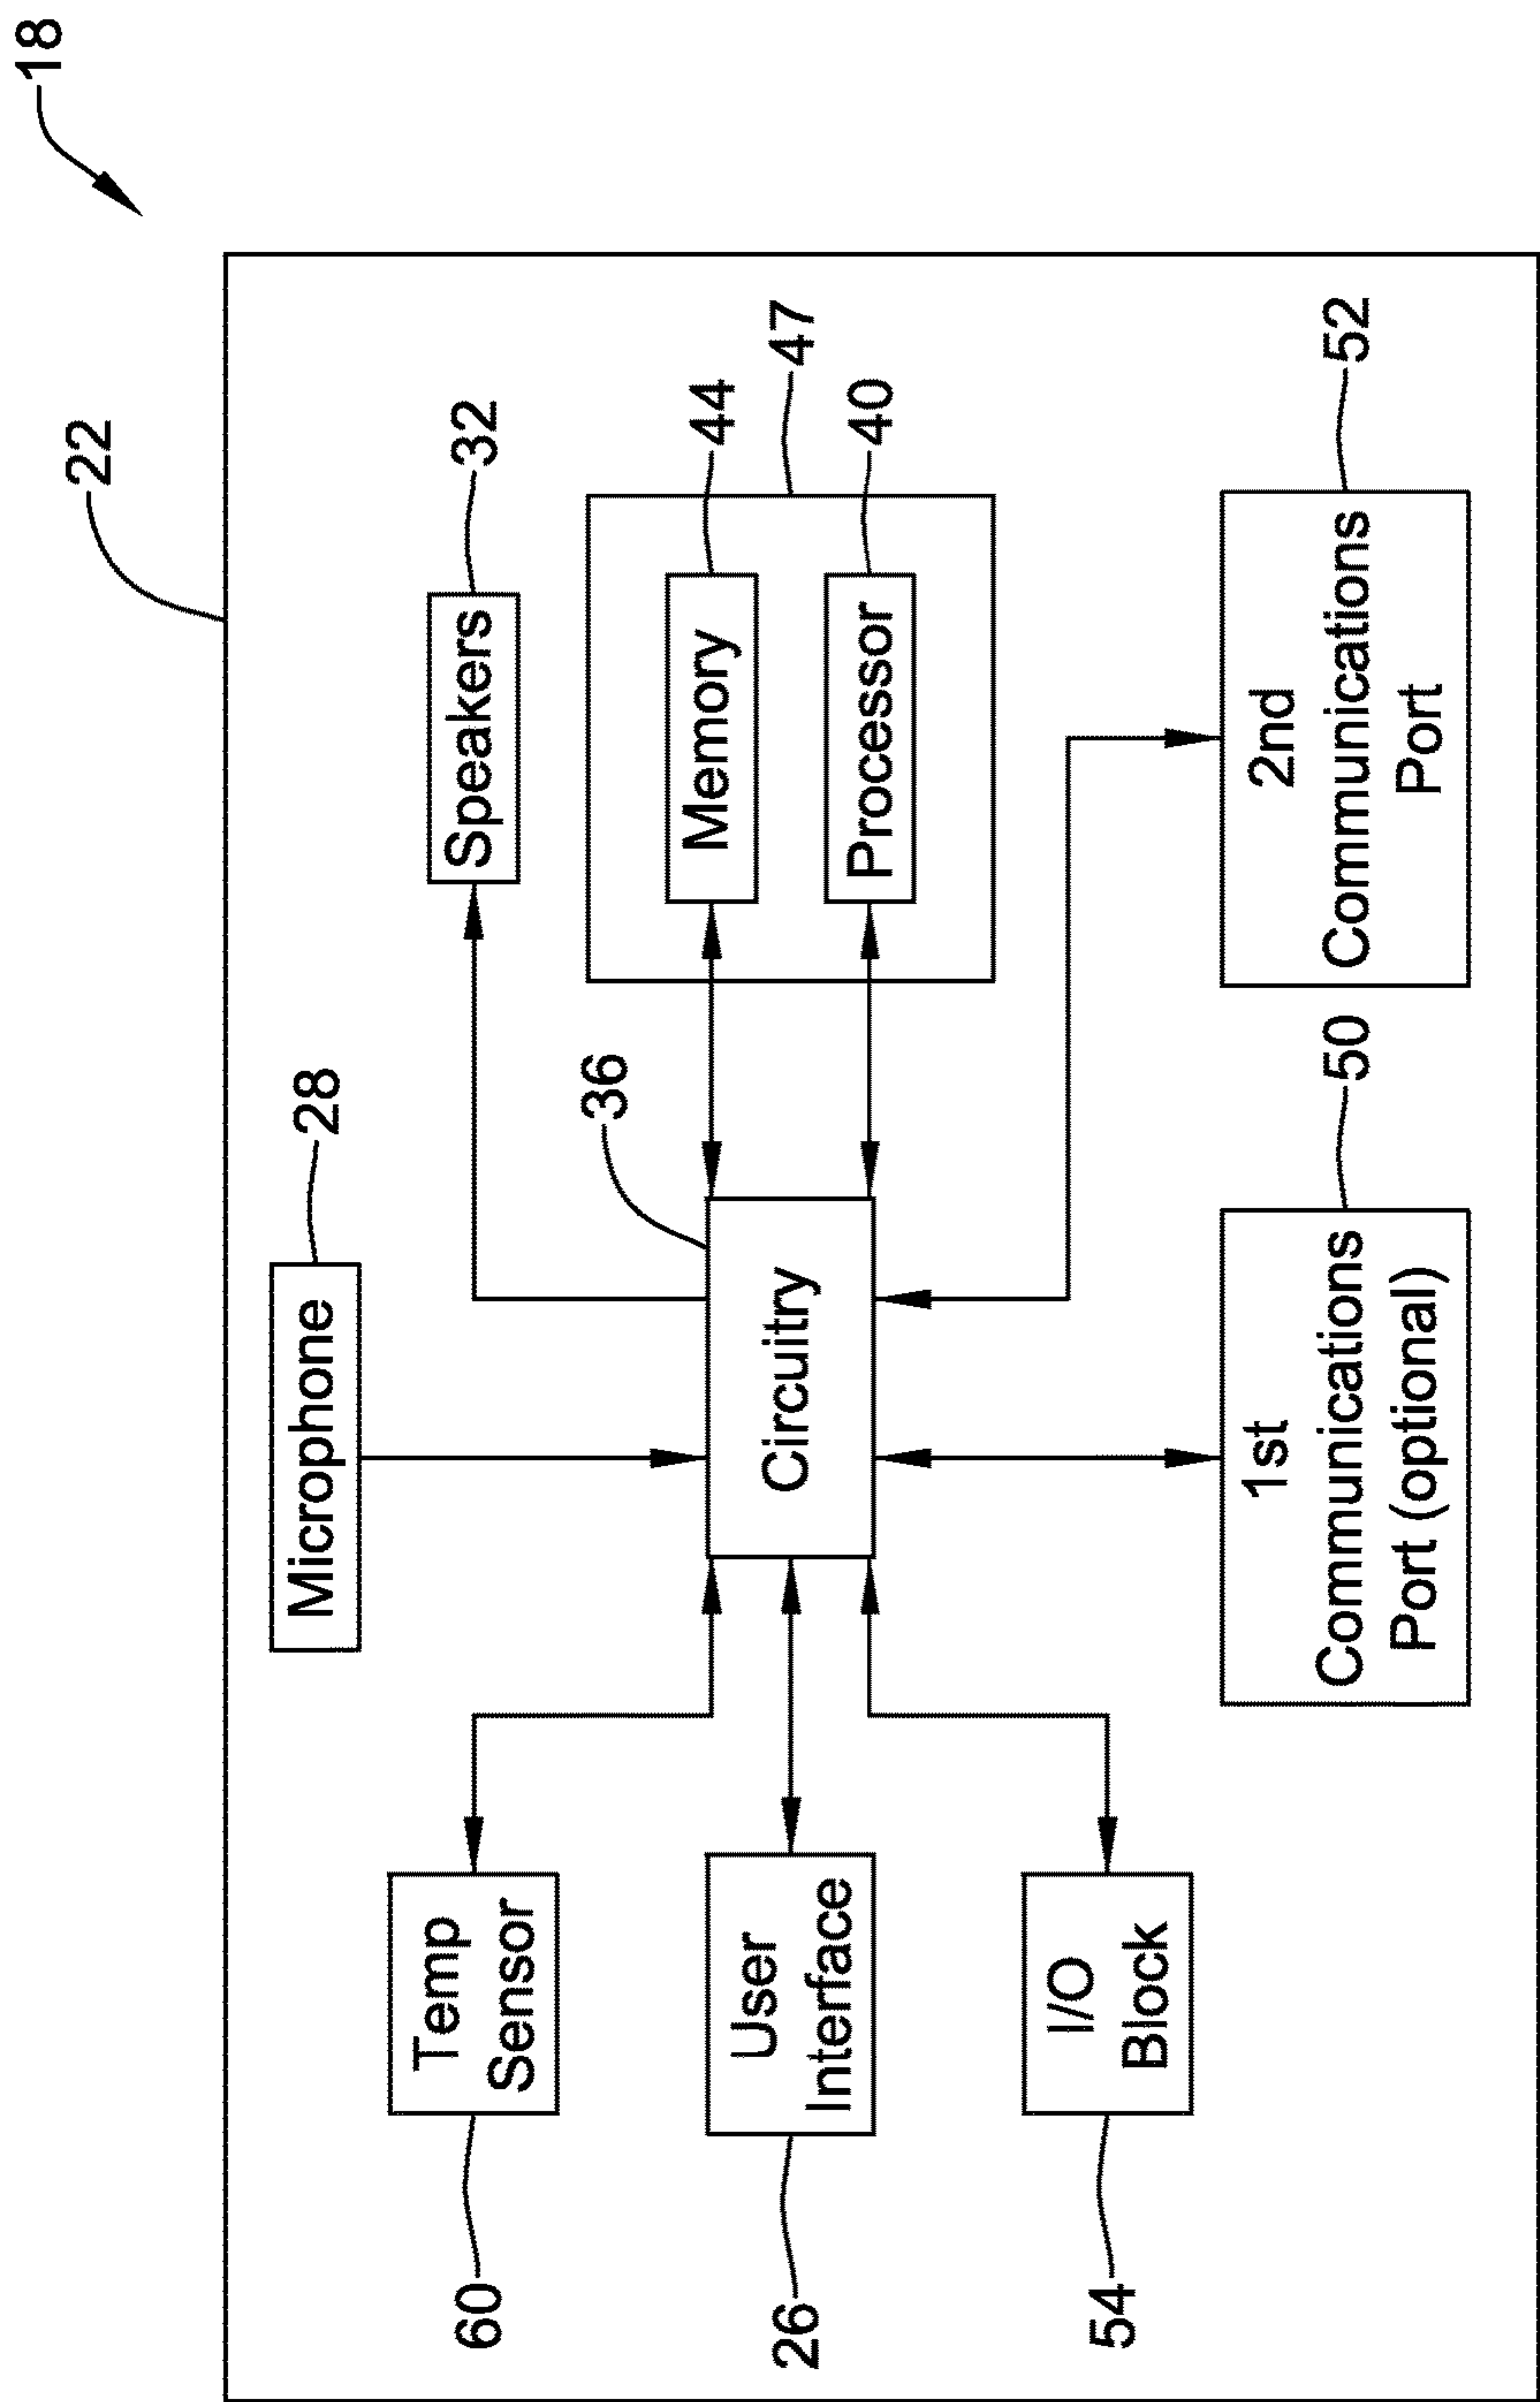 18
22
Microphone
28
Speakers
32
Temp
Sensor
60
36
Memory
44
47
User
Interface
26
Circuitry
Processor
40
I/O
Block
54
1st
Communications
Port (optional)
50
2nd
Communications
Port
52